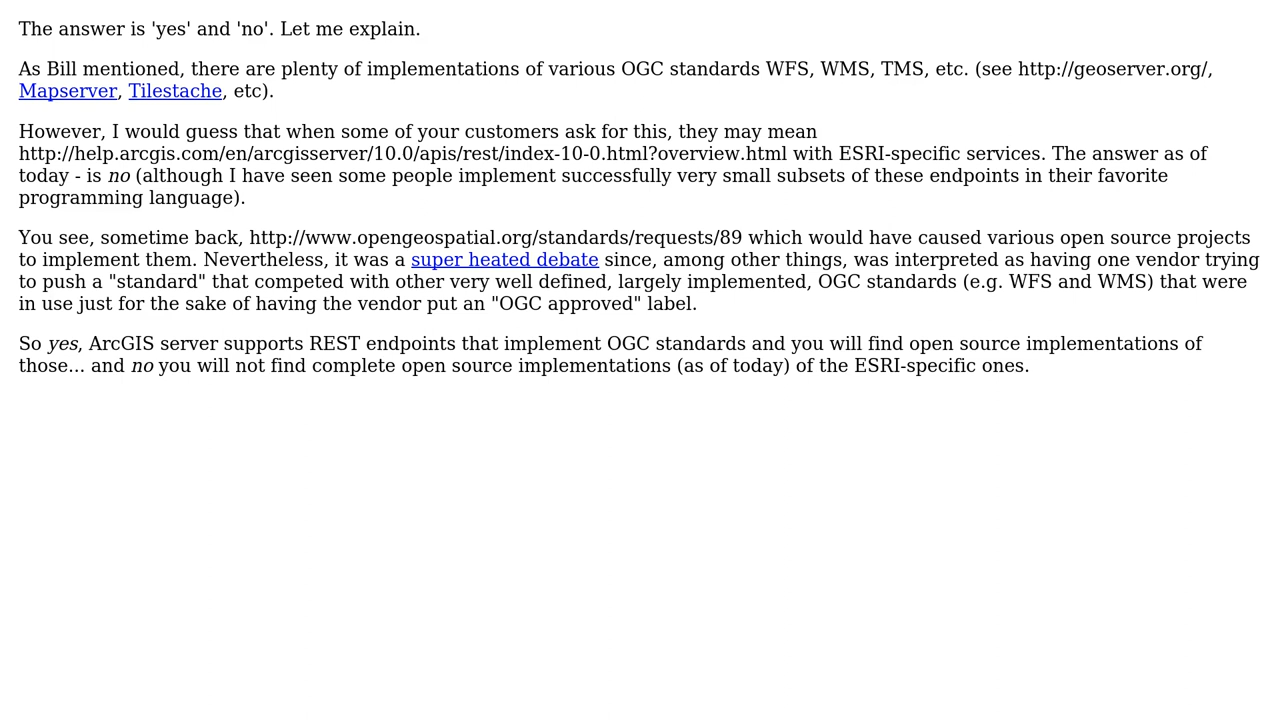 The answer is 'yes' and 'no'. Let me explain.
As Bill mentioned, there are plenty of implementations of various OGC standards WFS, WMS, TMS, etc. (see http://geoserver.org/,
Mapserver, Tilestache, etc).
However, I would guess that when some of your customers ask for this, they may mean
http://help.arcgis.com/en/arcgisserver/10.0/apis/rest/index-10-0.html?overview.html with ESRI-specific services. The answer as of
today - is no (although I have seen some people implement successfully very small subsets of these endpoints in their favorite
programming language).
You see, sometime back, http://www.opengeospatial.org/standards/requests/89 which would have caused various open source projects
to implement them. Nevertheless, it was a super heated debate since, among other things, was interpreted as having one vendor trying
to push a "standard" that competed with other very well defined, largely implemented, OGC standards (e.g. WFS and WMS) that were
in use just for the sake of having the vendor put an "OGC approved" label.
So yes, ArcGIS server supports REST endpoints that implement OGC standards and you will find open source implementations of
those... and no you will not find complete open source implementations (as of today) of the ESRI-specific ones.